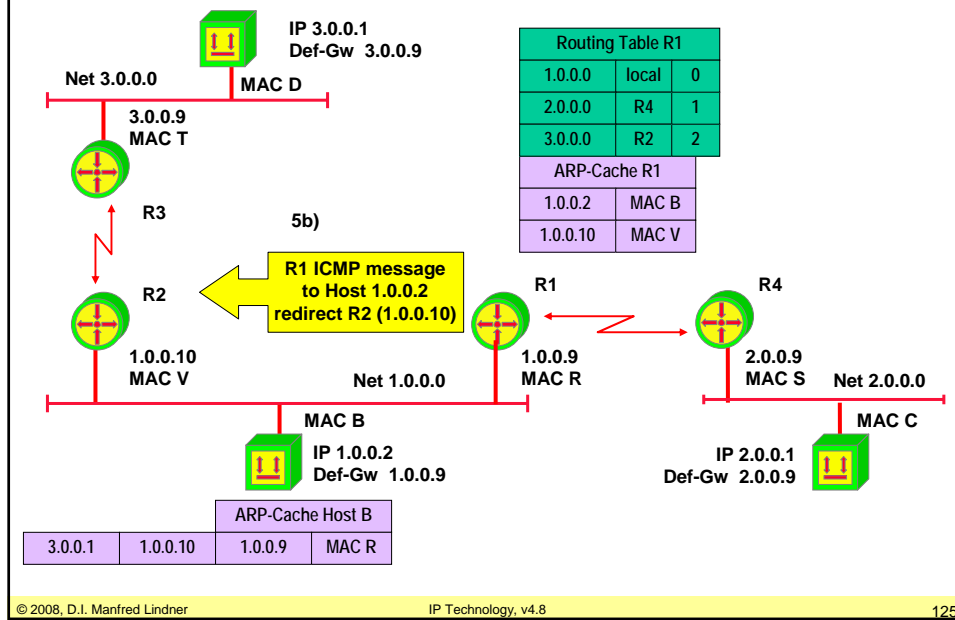 IP 3.0.0.1
Def-Gw 3.0.0.9
Net 3.0.0.0
MAC D
3.0.0.9
MAC T
R3
Routing Table R1
1.0.0.0 local 0
2.0.0.0 R4 1
3.0.0.0 R2 2
ARP-Cache R1
1.0.0.2 MAC B
1.0.0.10 MAC V
5b)
R1 ICMP message
to Host 1.0.0.2
redirect R2 (1.0.0.10)
R2
R1
R4
1.0.0.10
MAC V
Net 1.0.0.0
1.0.0.9
MAC R
2.0.0.9
MAC S
Net 2.0.0.0
MAC B
MAC C
IP 1.0.0.2
Def-Gw 1.0.0.9
IP 2.0.0.1
Def-Gw 2.0.0.9
ARP-Cache Host B
3.0.0.1 1.0.0.10 1.0.0.9 MAC R
© 2008, D.I. Manfred Lindner IP Technology, v4.8 125